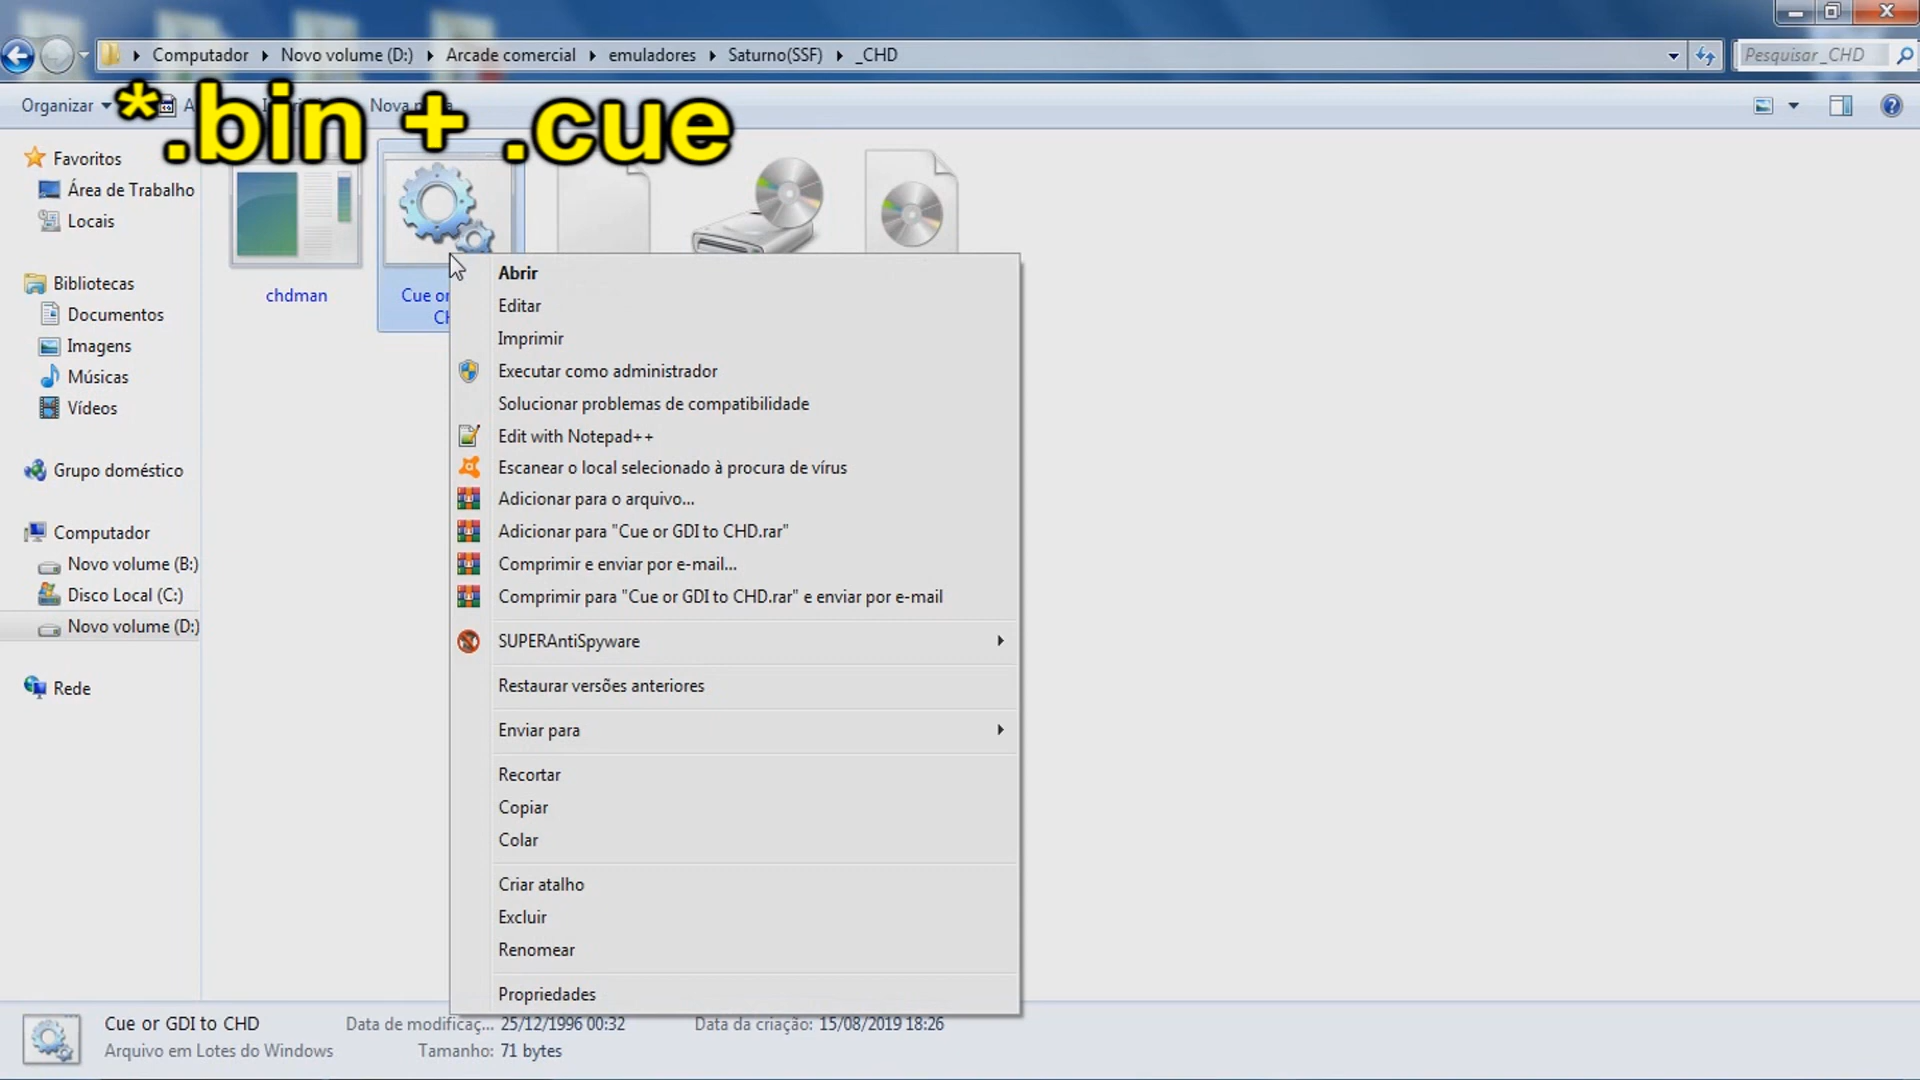 Computador
Novo volume (D:)
Arcade comercial
emuladores
Saturno(SSF)
_CHD
Pesquisar _CHD
Organizar
*.bin + .cue
Favoritos
Área de Trabalho
Locais
Bibliotecas
Documentos
Imagens
Músicas
Vídeos
Grupo doméstico
Computador
Novo volume (B:)
Disco Local (C:)
Novo volume (D:)
Rede
chdman
Cue or
Abrir
Editar
Imprimir
Executar como administrador
Solucionar problemas de compatibilidade
Edit with Notepad++
Escanear o local selecionado à procura de vírus
Adicionar para o arquivo...
Adicionar para "Cue or GDI to CHD.rar"
Comprimir e enviar por e-mail...
Comprimir para "Cue or GDI to CHD.rar" e enviar por e-mail
SUPERAntiSpyware
Restaurar versões anteriores
Enviar para
Recortar
Copiar
Colar
Criar atalho
Excluir
Renomear
Propriedades
Cue or GDI to CHD
Data de modificaç... 25/12/1996 00:32
Data da criação: 15/08/2019 18:26
Arquivo em Lotes do Windows
Tamanho: 71 bytes